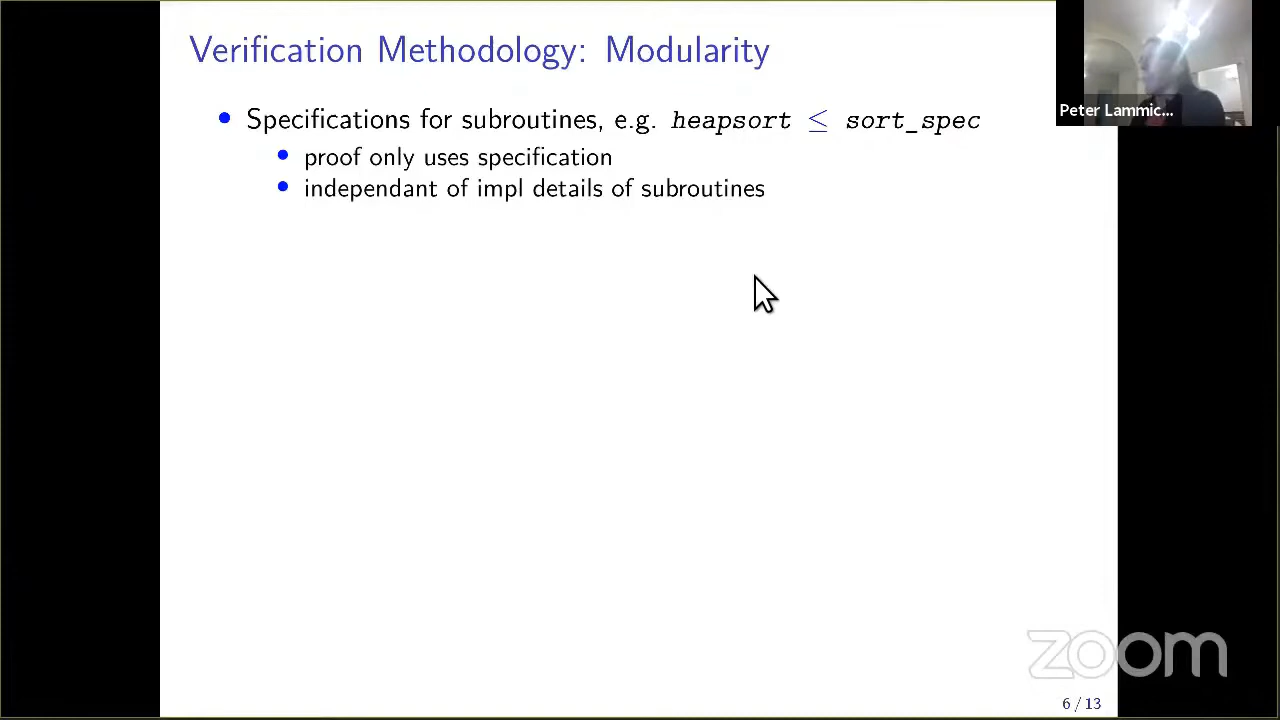 Verification Methodology: Modularity
Peter Lammic...
Specifications for subroutines, e.g. heapsort ≤ sort_spec
proof only uses specification
independant of impl details of subroutines
zoom
6 / 13